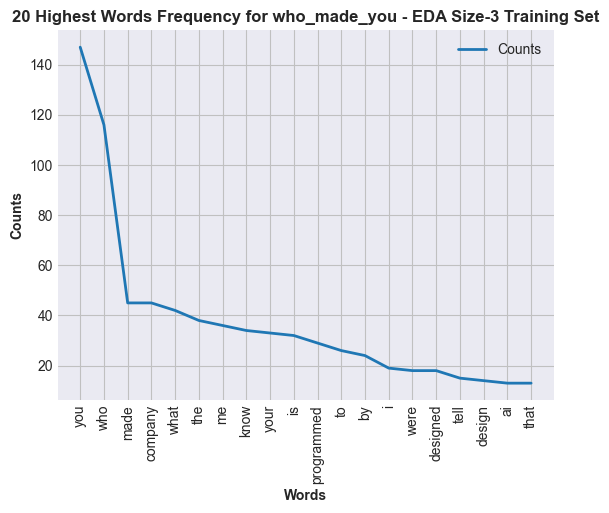 20 Highest Words Frequency for who_made_you - EDA Size-3 Training Set
Counts
140
120
100
80
60
40
20
Counts
you
who
made
company
what
the
me
know
your
is
programmed
to
by
i
were
designed
tell
design
ai
that
Words